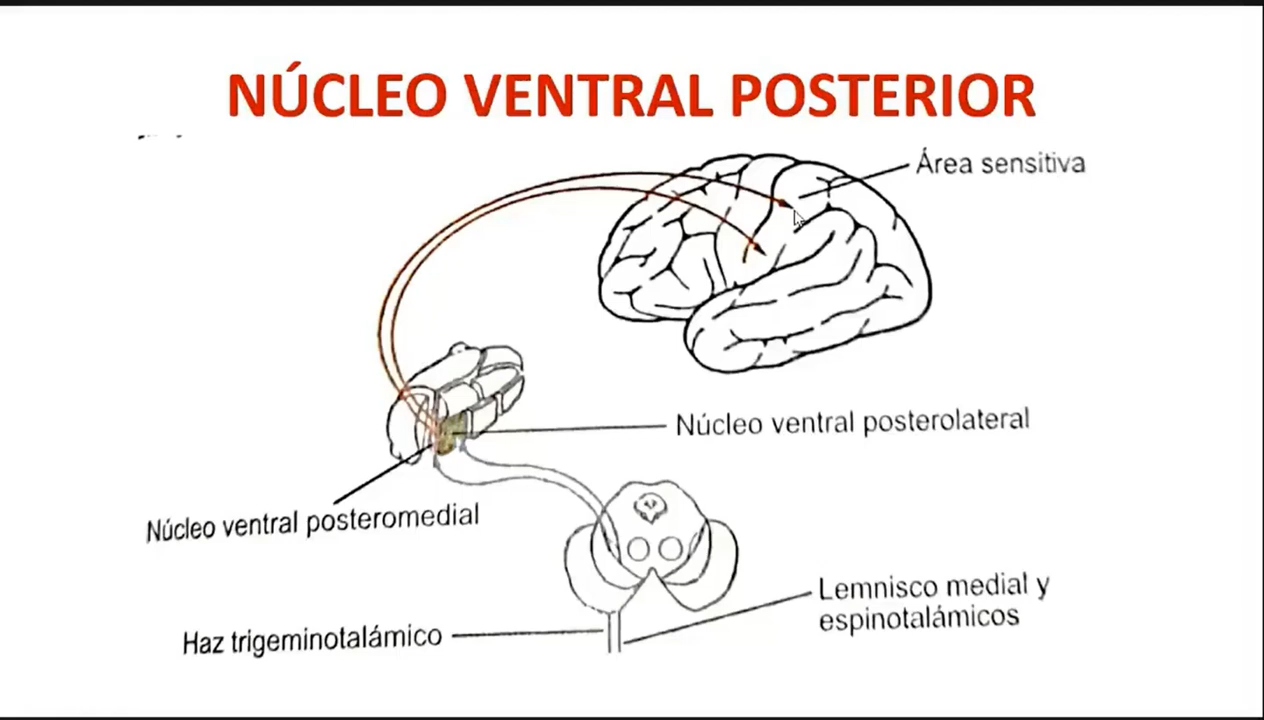 NÚCLEO VENTRAL POSTERIOR
Área sensitiva
Núcleo ventral posterolateral
Núcleo ventral posteromedial
Lemnisco medial y
espinotalámicos
Haz trigeminotalámico